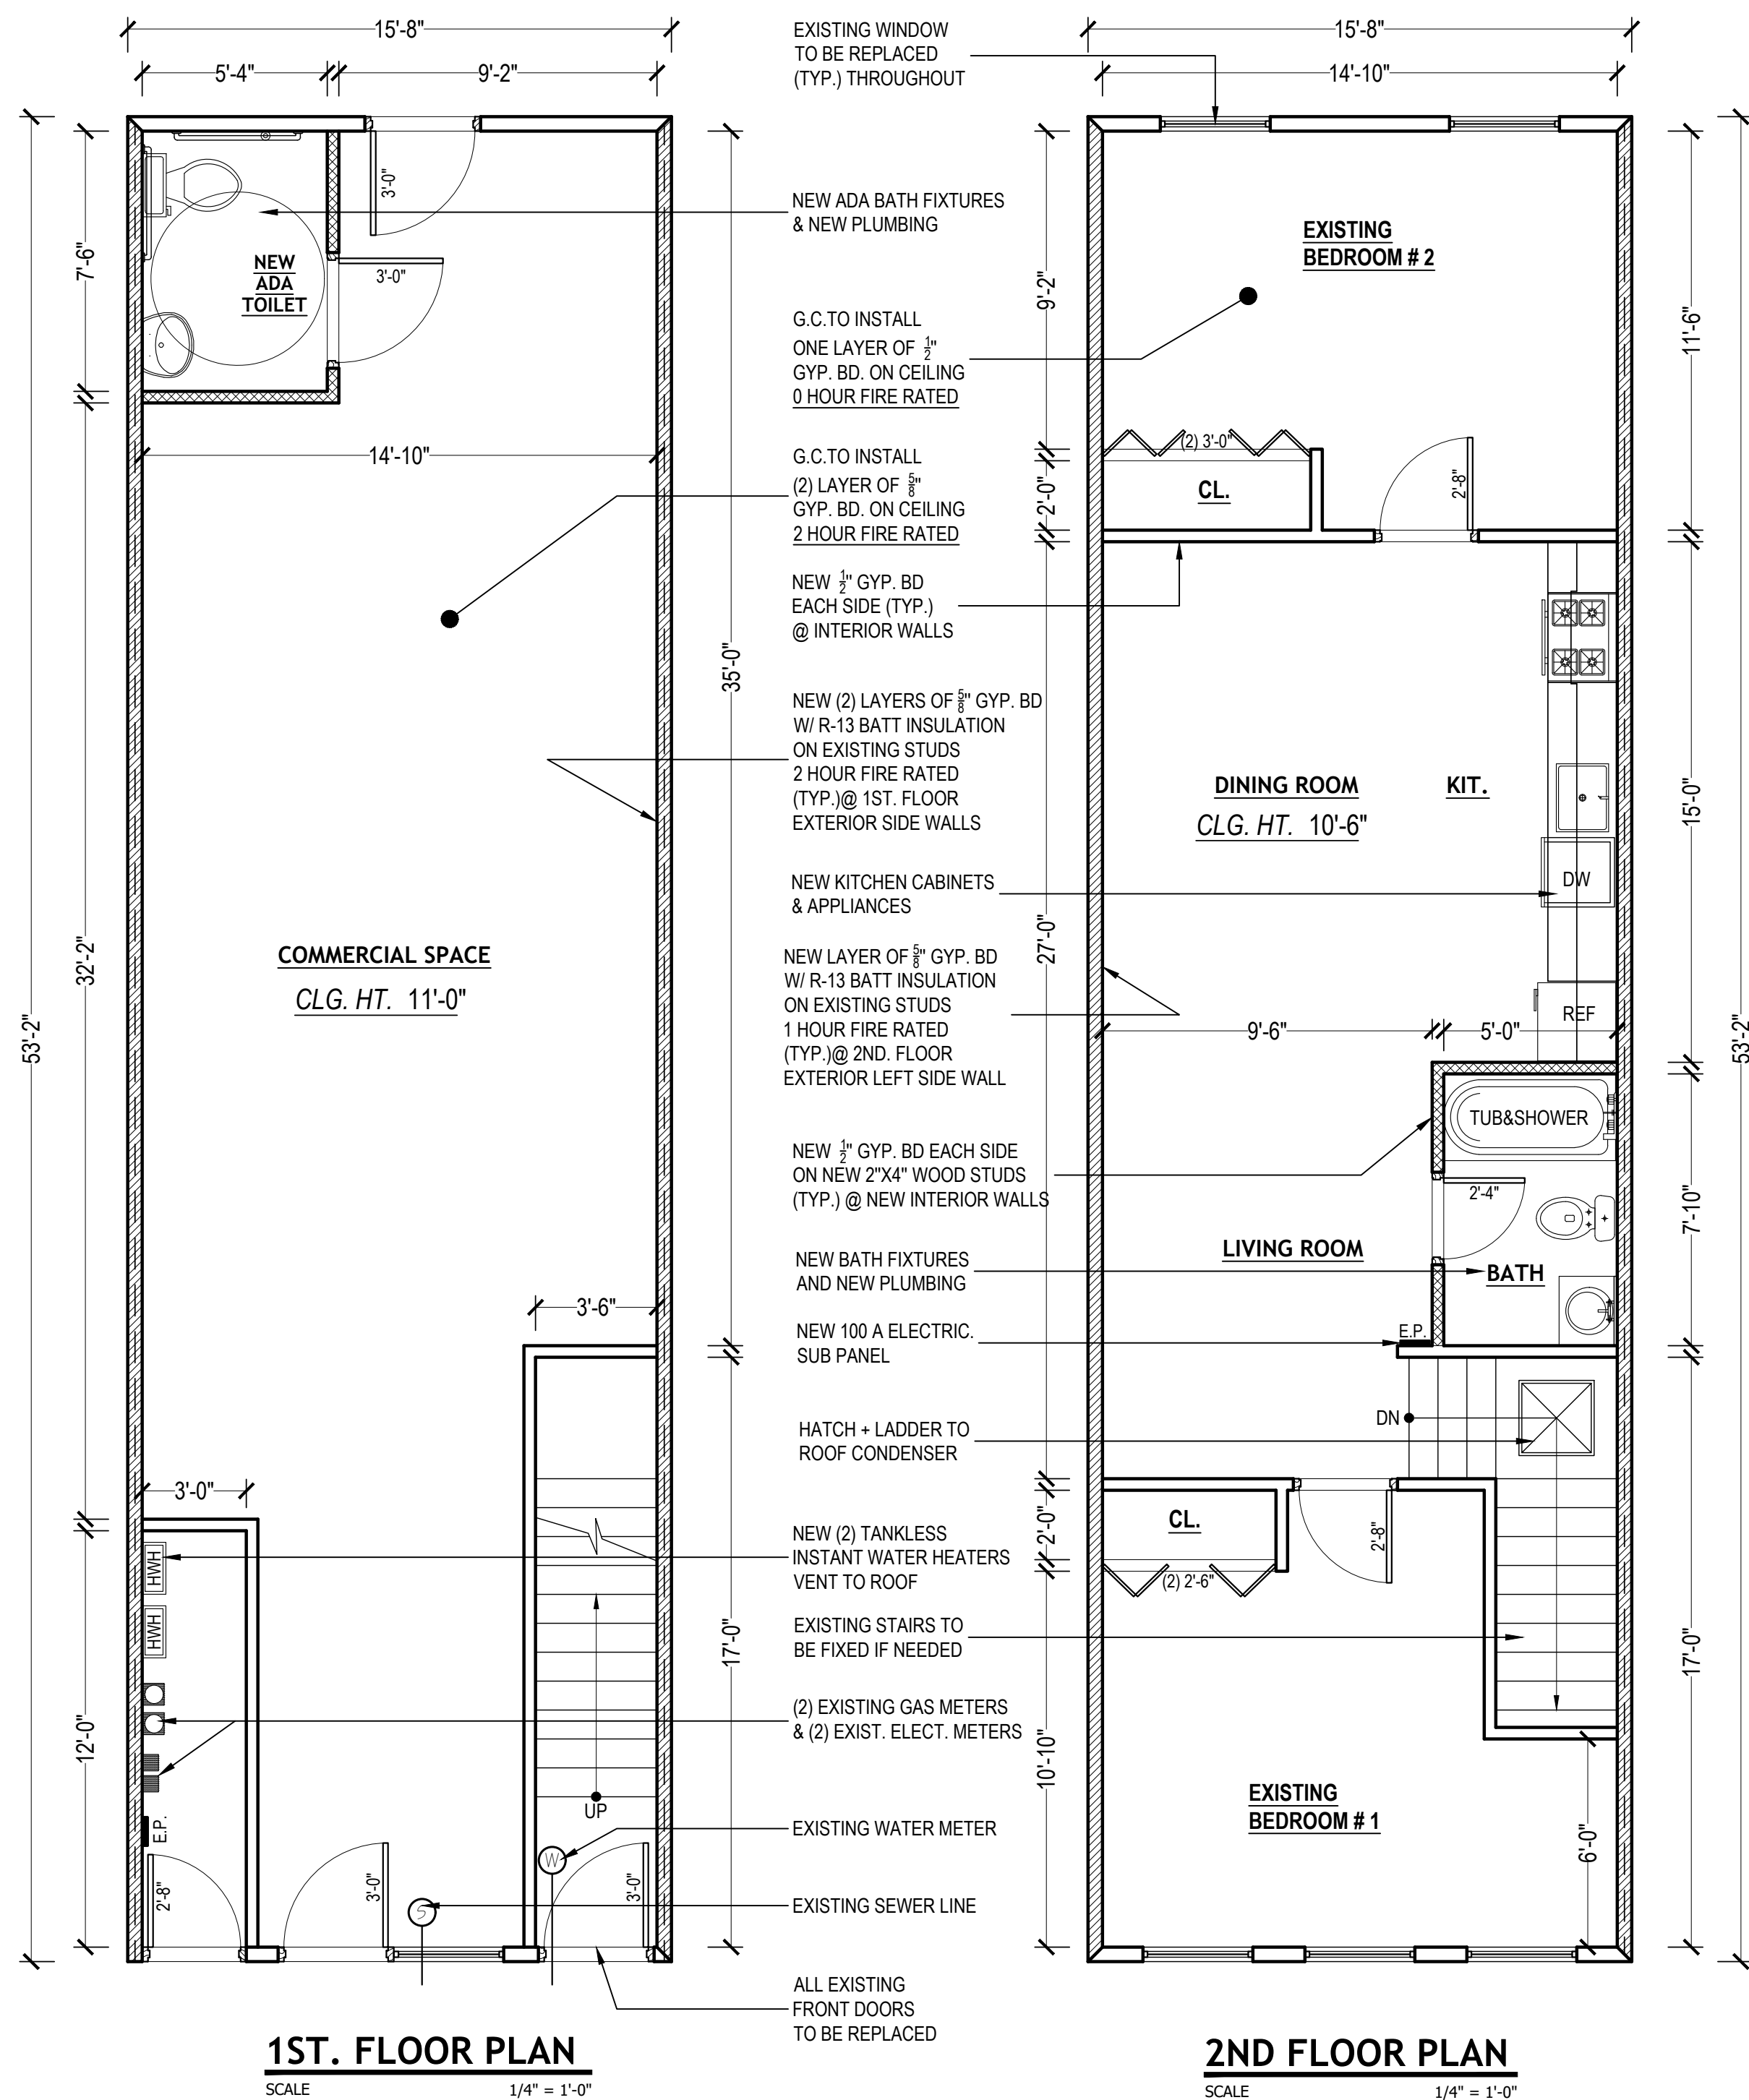 15'-8"
5'-4"
9'-2"
53'-2"
7'-6"
32'-2"
12'-0"
3'-0"
3'-0"
NEW
ADA
TOILET
14'-10"
COMMERCIAL SPACE
CLG. HT. 11'-0"
35'-0"
17'-0"
3'-6"
3'-0"
HWH
HWH
E.P.
2'-8"
3'-0"
S
W
UP
3'-0"
1ST. FLOOR PLAN
SCALE 1/4" = 1'-0"
EXISTING WINDOW
TO BE REPLACED
(TYP.) THROUGHOUT
NEW ADA BATH FIXTURES
& NEW PLUMBING
G.C.TO INSTALL
ONE LAYER OF 1/2"
GYP. BD. ON CEILING
0 HOUR FIRE RATED
G.C.TO INSTALL
(2) LAYER OF 5/8"
GYP. BD. ON CEILING
2 HOUR FIRE RATED
NEW 1/2" GYP. BD
EACH SIDE (TYP.)
@ INTERIOR WALLS
NEW (2) LAYERS OF 5/8" GYP. BD
W/ R-13 BATT INSULATION
ON EXISTING STUDS
2 HOUR FIRE RATED
(TYP.)@ 1ST. FLOOR
EXTERIOR SIDE WALLS
NEW KITCHEN CABINETS
& APPLIANCES
NEW LAYER OF 5/8" GYP. BD
W/ R-13 BATT INSULATION
ON EXISTING STUDS
1 HOUR FIRE RATED
(TYP.)@ 2ND. FLOOR
EXTERIOR LEFT SIDE WALL
NEW 1/2" GYP. BD EACH SIDE
ON NEW 2"X4" WOOD STUDS
(TYP.) @ NEW INTERIOR WALLS
NEW BATH FIXTURES
AND NEW PLUMBING
NEW 100 A ELECTRIC.
SUB PANEL
HATCH + LADDER TO
ROOF CONDENSER
NEW (2) TANKLESS
INSTANT WATER HEATERS
VENT TO ROOF
EXISTING STAIRS TO
BE FIXED IF NEEDED
(2) EXISTING GAS METERS
& (2) EXIST. ELECT. METERS
EXISTING WATER METER
EXISTING SEWER LINE
ALL EXISTING
FRONT DOORS
TO BE REPLACED
15'-8"
14'-10"
9'-2"
2'-0"
27'-0"
2'-0"
10'-10"
EXISTING
BEDROOM # 2
(2) 3'-0"
CL.
2'-8"
DINING ROOM
KIT.
CLG. HT. 10'-6"
DW
REF
9'-6"
5'-0"
TUB&SHOWER
2'-4"
LIVING ROOM
BATH
E.P.
DN
CL.
(2) 2'-6"
2'-8"
EXISTING
BEDROOM # 1
6'-0"
11'-6"
15'-0"
7'-10"
17'-0"
53'-2"
2ND FLOOR PLAN
SCALE 1/4" = 1'-0"